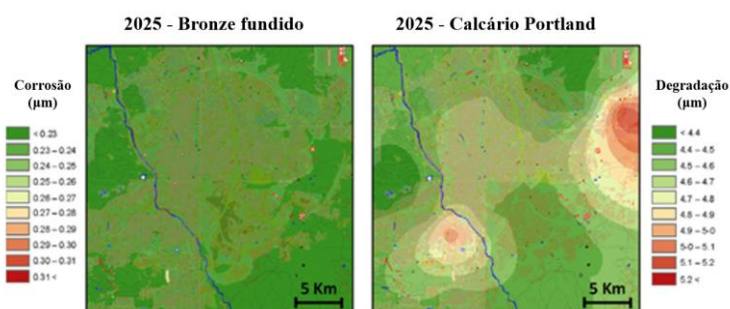 2025 - Bronze fundido
2025 - Calcário Portland
Corrosão
(µm)
< 0.23
0.23 – 0.24
0.24 – 0.25
0.25 – 0.26
0.26 – 0.27
0.27 – 0.28
0.28 – 0.29
0.29 – 0.30
0.30 – 0.31
0.31 <
5 Km
5 Km
Degradação
(µm)
< 4.4
4.4 – 4.5
4.5 – 4.6
4.6 – 4.7
4.7 – 4.8
4.8 – 4.9
4.9 – 5-0
5-0 – 5.1
5.1 – 5.2
5.2 <